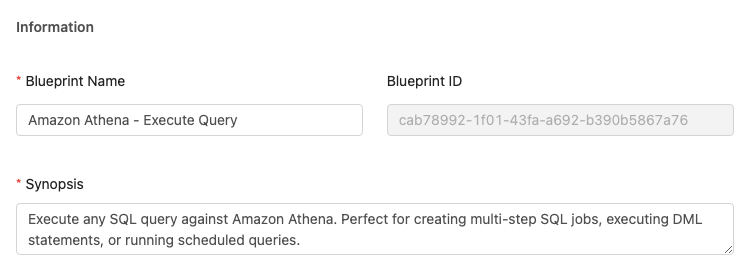 Information
* Blueprint Name
Blueprint ID
Amazon Athena - Execute Query
cab78992-1f01-43fa-a692-b390b5867a76
* Synopsis
Execute any SQL query against Amazon Athena. Perfect for creating multi-step SQL jobs, executing DML
statements, or running scheduled queries.